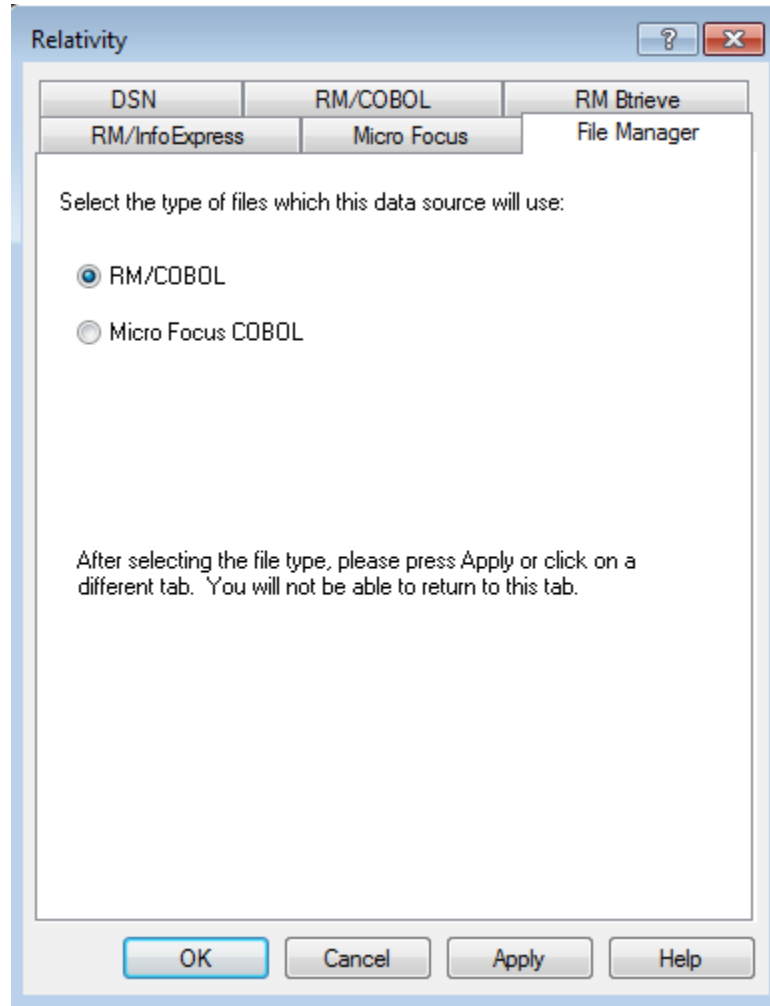 Relativity
DSN RM/COBOL RM Btrieve
RM/InfoExpress Micro Focus File Manager
Select the type of files which this data source will use:
RM/COBOL
Micro Focus COBOL
After selecting the file type, please press Apply or click on a
different tab. You will not be able to return to this tab.
OK Cancel Apply Help